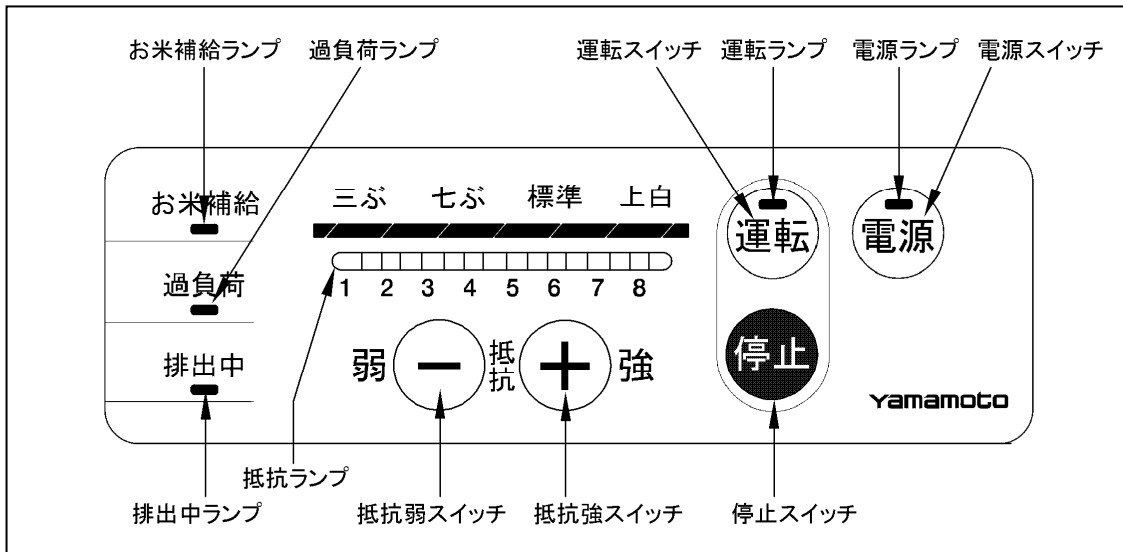 お米補給ランプ 過負荷ランプ 運転スイッチ 運転ランプ 電源ランプ 電源スイッチ
お米補給
三ぶ 七ぶ 標準 上白
運転
電源
過負荷
1 2 3 4 5 6 7 8
排出中
弱
抵抗
強
停止
Yamamoto
抵抗ランプ
排出中ランプ 抵抗弱スイッチ 抵抗強スイッチ 停止スイッチ